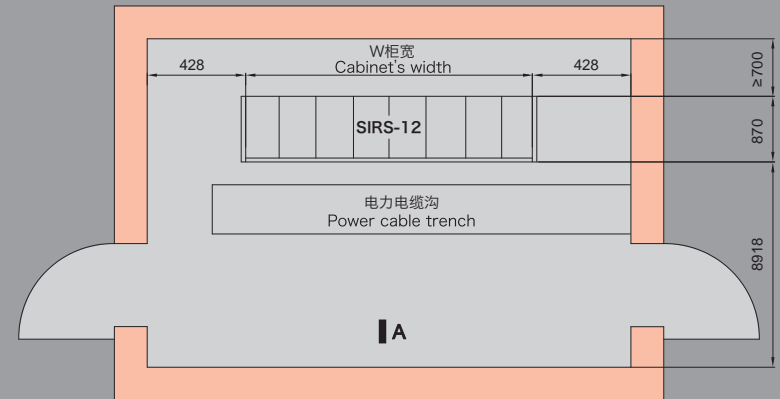 W柜宽
428 Cabinet's width 428
≥700
SIRS-12
870
电力电缆沟
Power cable trench
8918
A